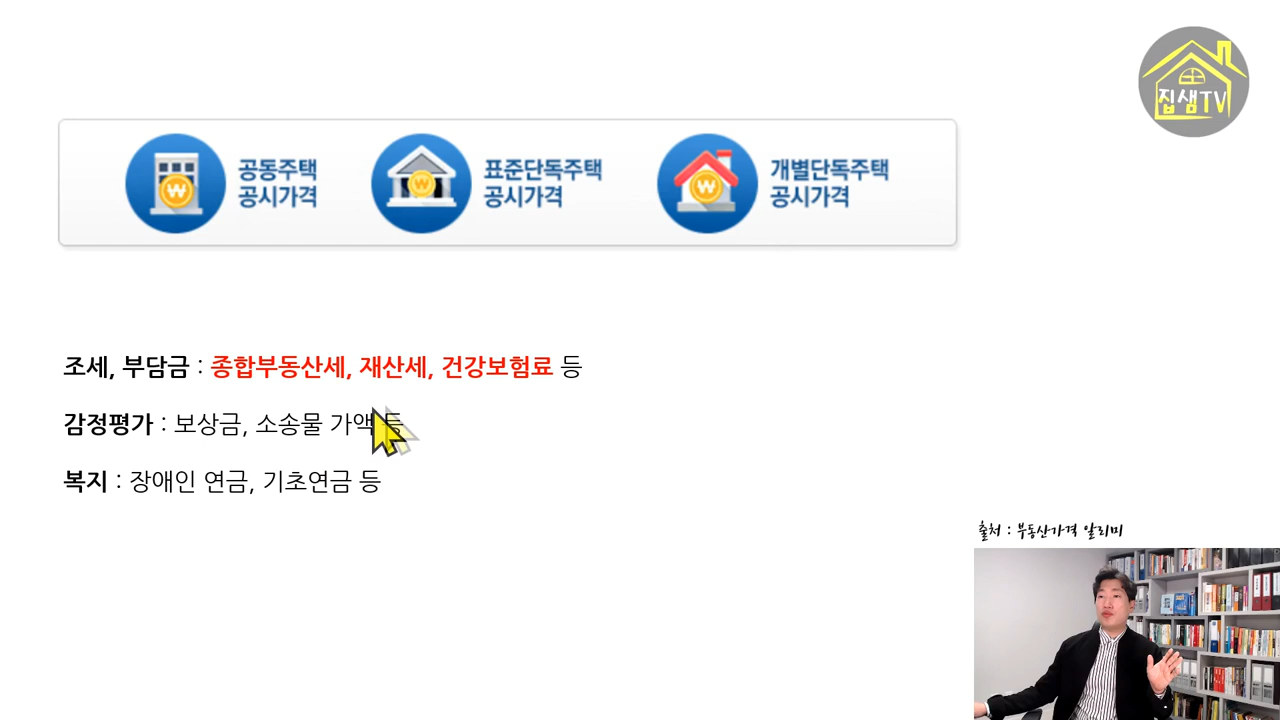 집샘TV
공동주택
공시가격
표준단독주택
공시가격
개별단독주택
공시가격
조세, 부담금 : 종합부동산세, 재산세, 건강보험료 등
감정평가 : 보상금, 소송물 가액 등
복지 : 장애인 연금, 기초연금 등
출처 : 부동산가격 알리미